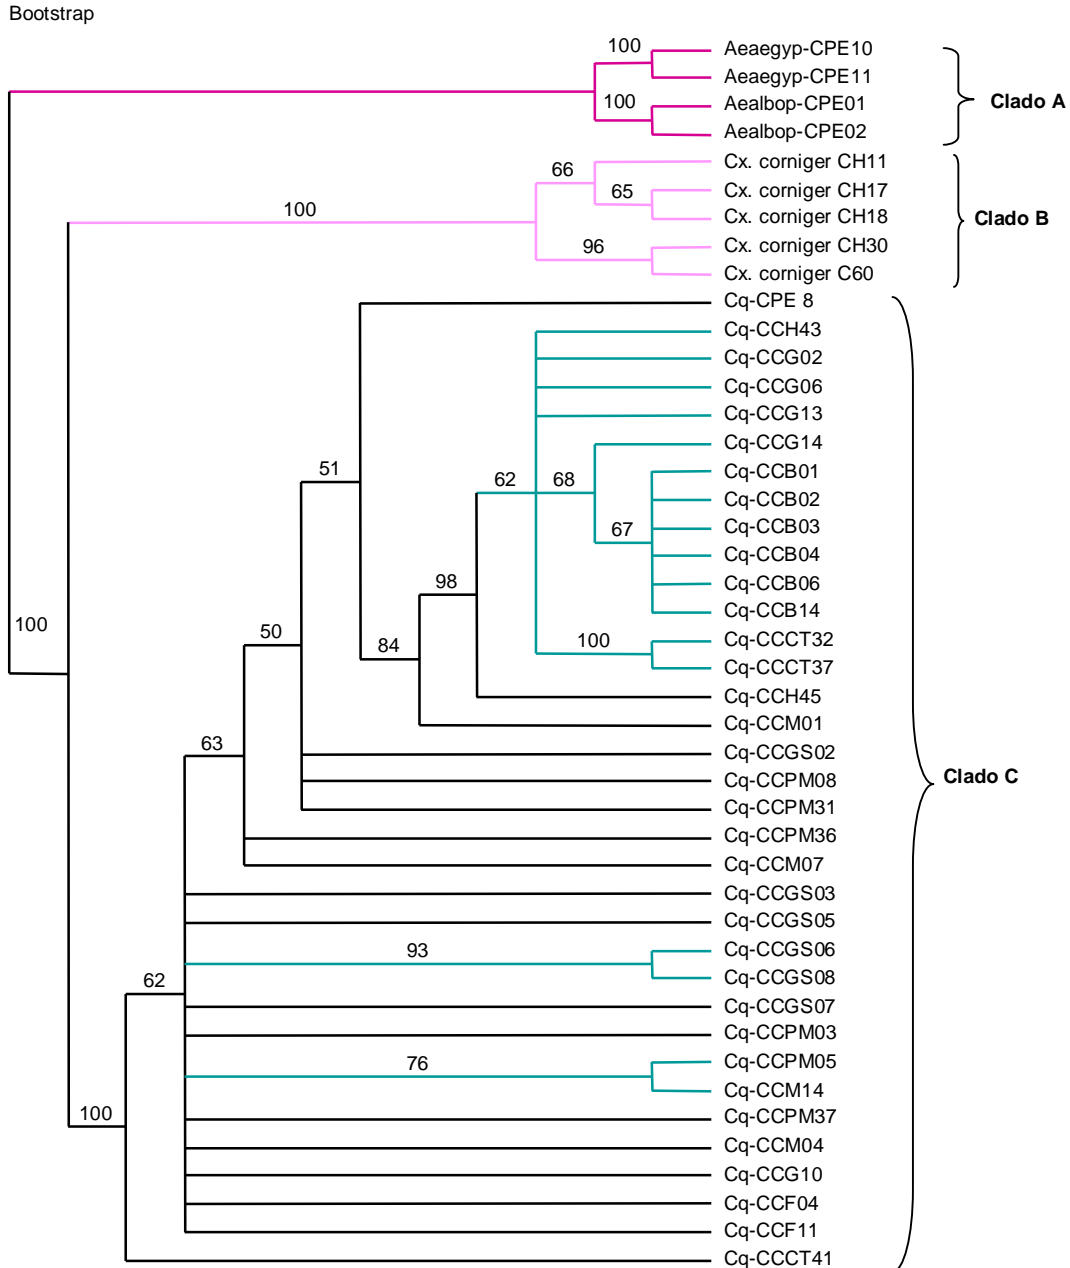 Bootstrap
100 Aeaegyp-CPE10
Aeaegyp-CPE11
100 Aealbop-CPE01
Aealbop-CPE02
Clado A
Cx. corniger CH11
66
65 Cx. corniger CH17
Cx. corniger CH18
100
96 Cx. corniger CH30
Cx. corniger C60
Clado B
Cq-CPE 8
Cq-CCH43
Cq-CCG02
Cq-CCG06
Cq-CCG13
Cq-CCG14
51
62 68
Cq-CCB01
Cq-CCB02
67 Cq-CCB03
Cq-CCB04
Cq-CCB06
98
Cq-CCB14
100
50
84
100 Cq-CCCT32
Cq-CCCT37
Cq-CCH45
Cq-CCM01
63
Cq-CCGS02
Cq-CCPM08
Clado C
Cq-CCPM31
Cq-CCPM36
Cq-CCM07
Cq-CCGS03
Cq-CCGS05
93 Cq-CCGS06
Cq-CCGS08
62
Cq-CCGS07
Cq-CCPM03
76 Cq-CCPM05
Cq-CCM14
100
Cq-CCPM37
Cq-CCM04
Cq-CCG10
Cq-CCF04
Cq-CCF11
Cq-CCCT41